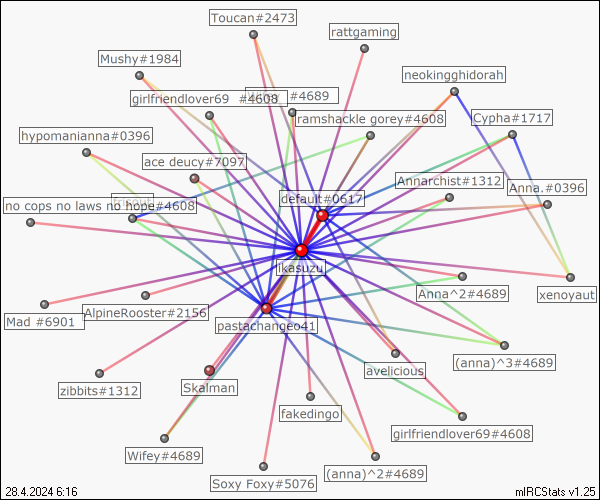 Toucan#2473
rattgaming
Mushy#1984
neokingghidorah
girlfriendlover69 #4608
#4689
ramshackle gorey#4608
Cypha#1717
hypomanianna#0396
ace deucy#7097
Annarchist#1312
Anna.#0396
default#0617
no cops no laws no hope#4608
ikasuzu
Anna^2#4689
xenoyaut
Mad #6901
AlpineRooster#2156
pastachangeo41
(anna)^3#4689
avelicious
zibbits#1312
Skalman
fakedingo
girlfriendlover69#4608
Wifey#4689
(anna)^2#4689
Soxy Foxy#5076
28.4.2024 6:16
mIRCStats v1.25